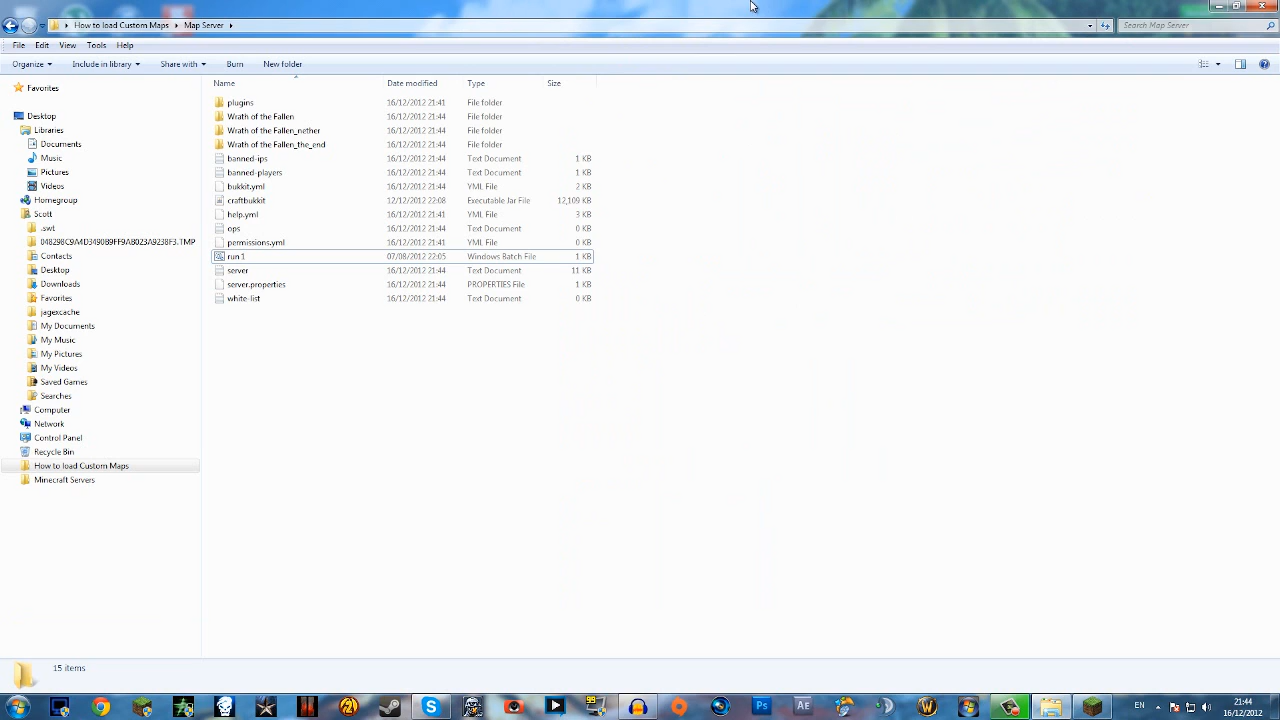 How to load Custom Maps Map Server Search Map Server
File Edit View Tools Help
Organize Include in library Share with Burn New folder
Name Date modified Type Size
Favorites
Desktop
Libraries
Documents
Music
Pictures
Videos
Homegroup
Scott
.swt
048298C9A4D3490B9FF9AB023A9238F3.TMP
Contacts
Desktop
Downloads
Favorites
jagexcache
My Documents
My Music
My Pictures
My Videos
Saved Games
Searches
Computer
Network
Control Panel
Recycle Bin
How to load Custom Maps
Minecraft Servers
plugins 16/12/2012 21:41 File folder
Wrath of the Fallen 16/12/2012 21:44 File folder
Wrath of the Fallen_nether 16/12/2012 21:44 File folder
Wrath of the Fallen_the_end 16/12/2012 21:44 File folder
banned-ips 16/12/2012 21:44 Text Document 1 KB
banned-players 16/12/2012 21:44 Text Document 1 KB
bukkit.yml 16/12/2012 21:44 YML File 2 KB
craftbukkit 12/12/2012 22:08 Executable Jar File 12,109 KB
help.yml 16/12/2012 21:41 YML File 3 KB
ops 16/12/2012 21:44 Text Document 0 KB
permissions.yml 16/12/2012 21:41 YML File 0 KB
run1 07/08/2012 22:05 Windows Batch File 1 KB
server 16/12/2012 21:44 Text Document 11 KB
server.properties 16/12/2012 21:44 PROPERTIES File 1 KB
white-list 16/12/2012 21:44 Text Document 0 KB
15 items
EN 21:44
16/12/2012